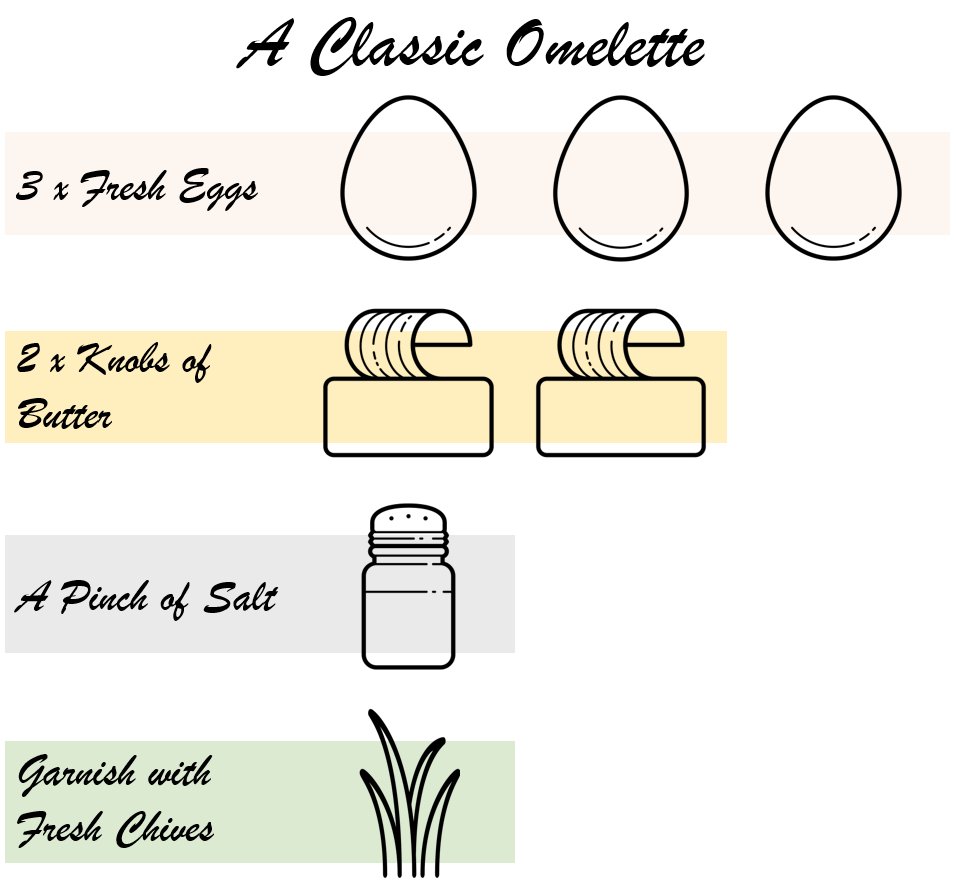 A Classic Omelette
3 x Fresh Eggs
2 x Knobs of
Butter
A Pinch of Salt
Garnish with
Fresh Chives